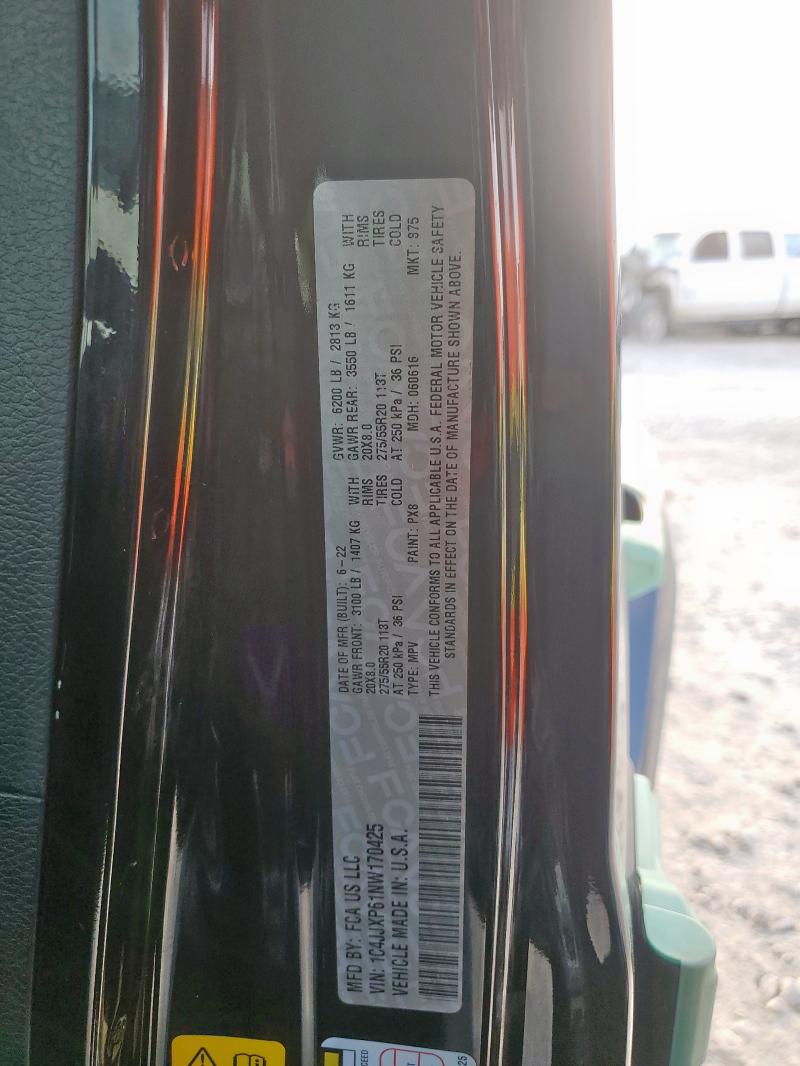 MFD BY: FCA US LLC
VIN: 1C4JJXP61NW170425
VEHICLE MADE IN: U.S.A.
DATE OF MFR (BUILT): 6-22 GVWR: 6200 LB / 2813 KG
GAWR FRONT: 3100 LB / 1407 KG WITH GAWR REAR: 3550 LB / 1611 KG WITH
20X8.0 RIMS 20X8.0 RIMS
275/55R20 113T TIRES 275/55R20 113T TIRES
AT 250 kPa / 36 PSI COLD AT 250 kPa / 36 PSI COLD
TYPE: MPV PAINT: PX8 MDH: 060616 MKT: 975
THIS VEHICLE CONFORMS TO ALL APPLICABLE U.S.A. FEDERAL MOTOR VEHICLE SAFETY
STANDARDS IN EFFECT ON THE DATE OF MANUFACTURE SHOWN ABOVE.